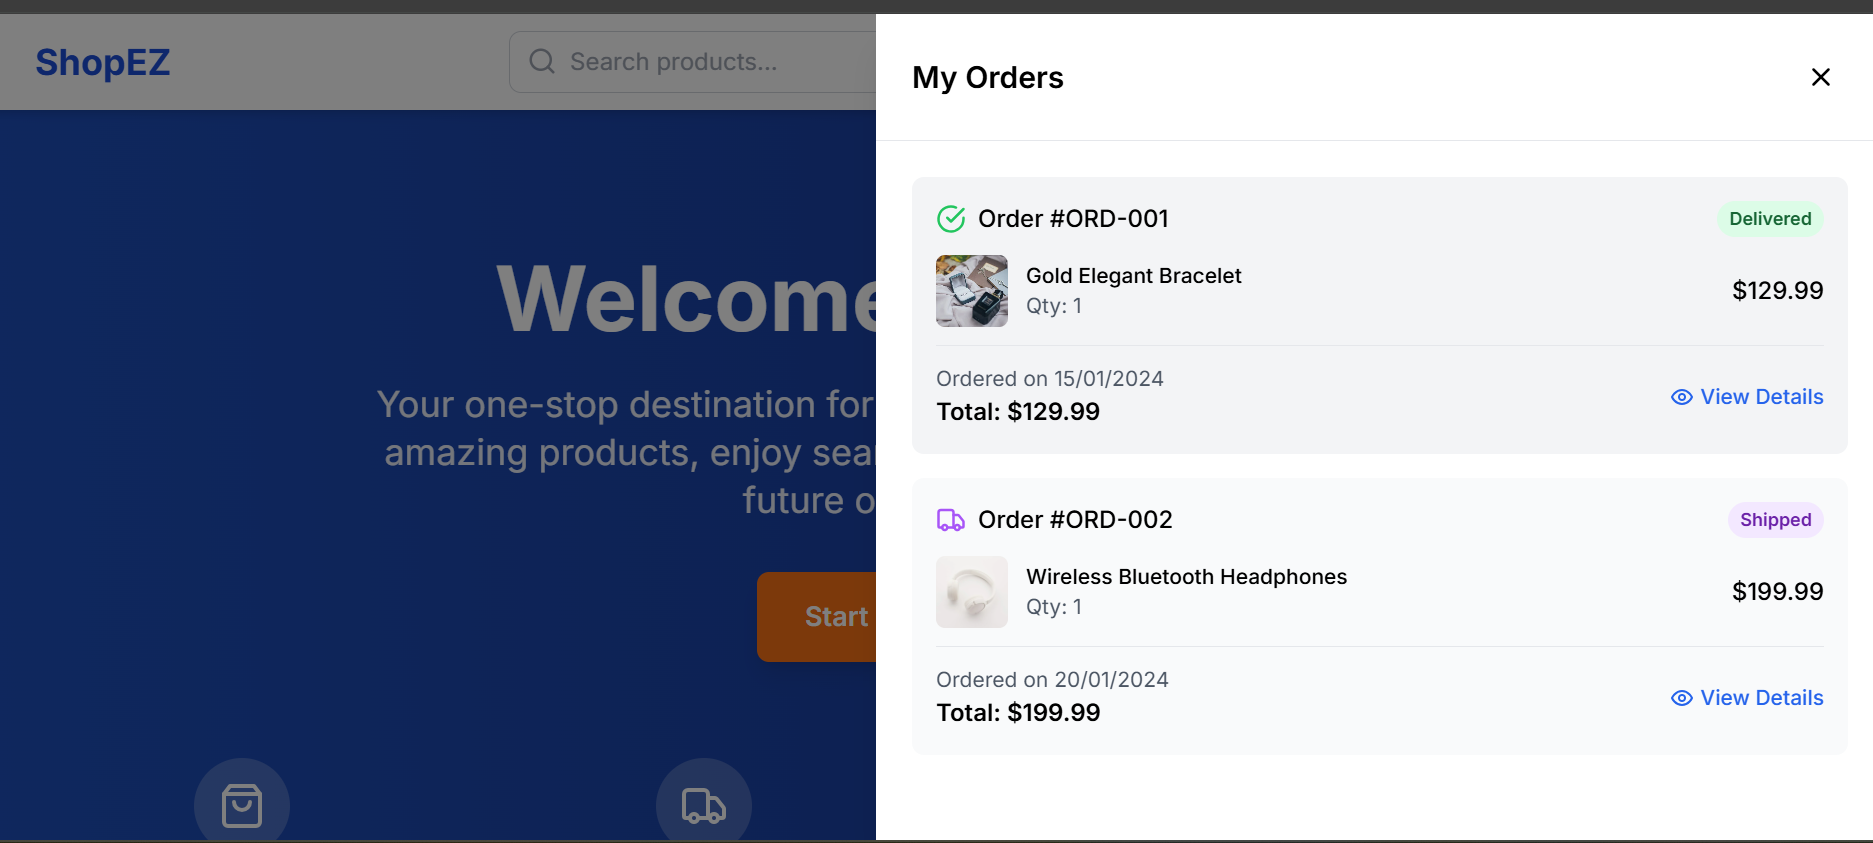 ShopEZ
Search products...
Welcome
Your one-stop destination for
amazing products, enjoy sea
future o
Start
My Orders
Order #ORD-001
Delivered
Gold Elegant Bracelet
Qty: 1
$129.99
Ordered on 15/01/2024
Total: $129.99
View Details
Order #ORD-002
Shipped
Wireless Bluetooth Headphones
Qty: 1
$199.99
Ordered on 20/01/2024
Total: $199.99
View Details